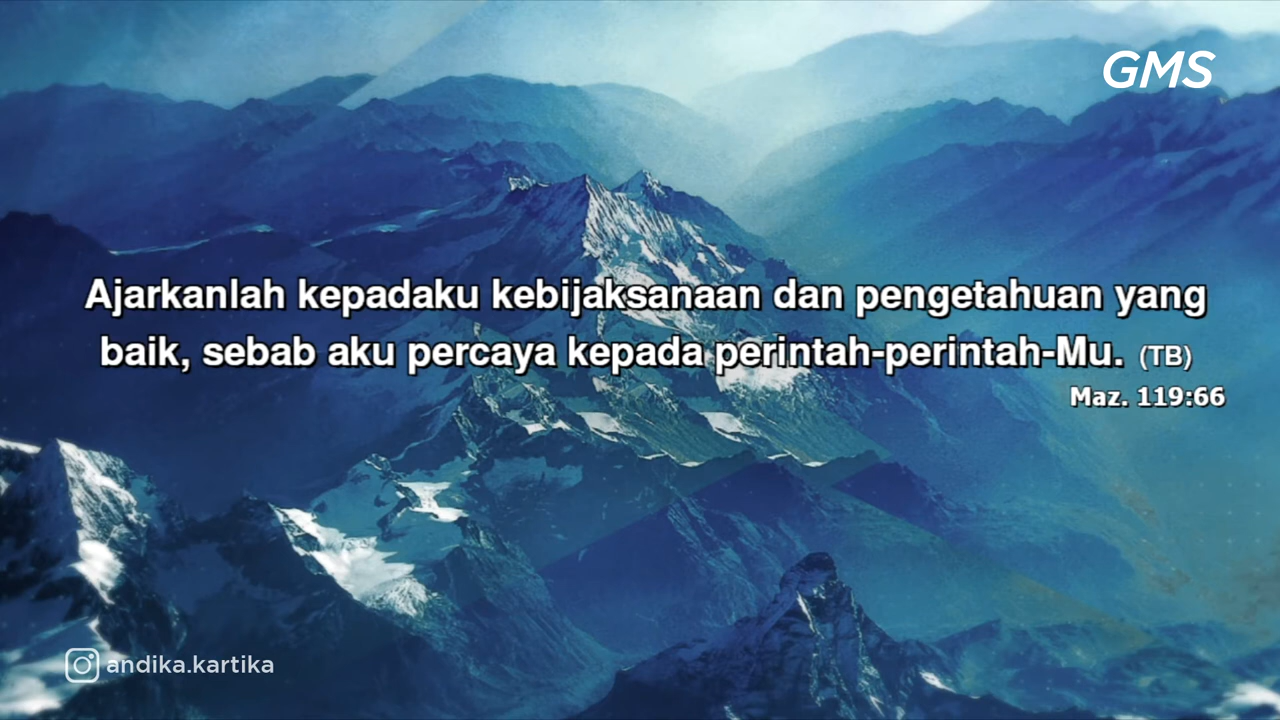 GMS
Ajarkanlah kepadaku kebijaksanaan dan pengetahuan yang
baik, sebab aku percaya kepada perintah-perintah-Mu. (TB)
Maz. 119:66
andika.kartika